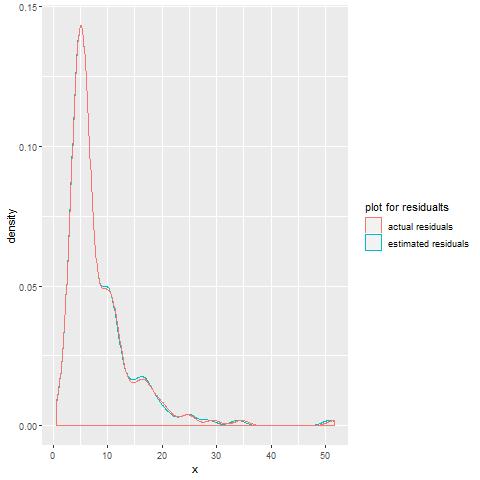 0.15
0.10
0.05
0.00
density
0
10
20
30
40
50
x
plot for residualts
actual residuals
estimated residuals